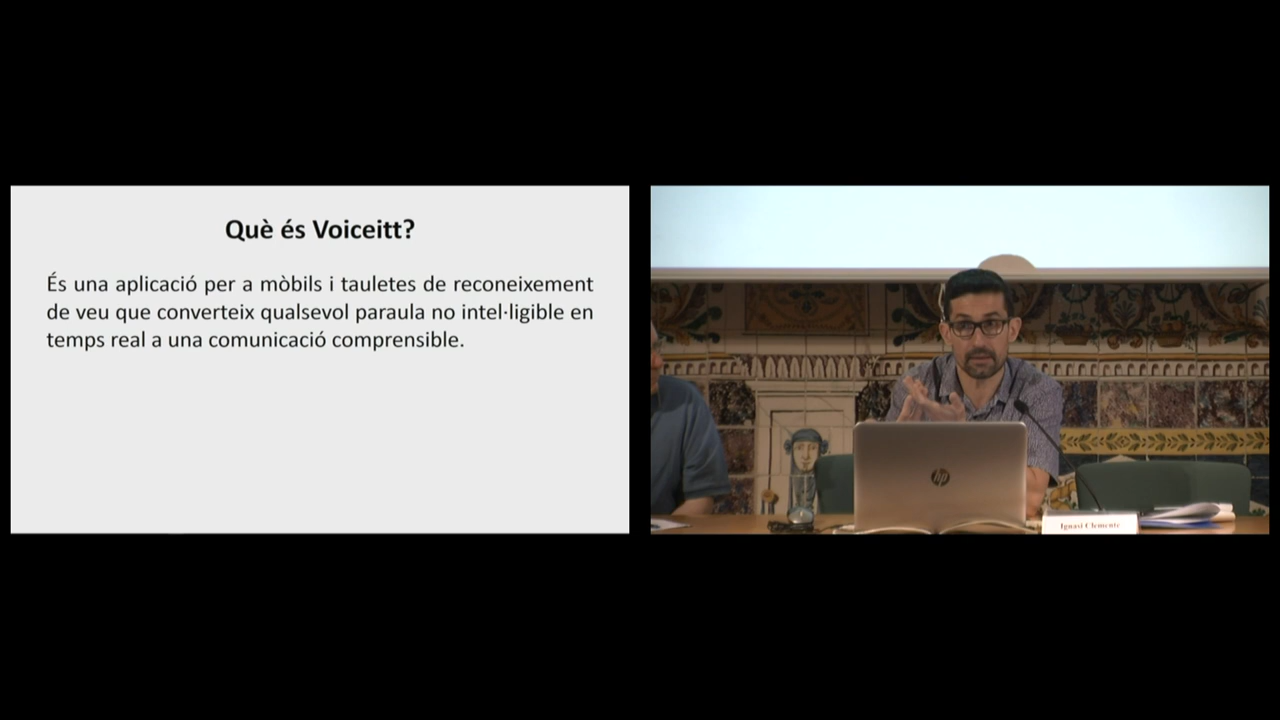 Què és Voiceitt?
És una aplicació per a mòbils i tauletes de reconeixement
de veu que converteix qualsevol paraula no intel·ligible en
temps real a una comunicació comprensible.
hp
Ignasi Clemente